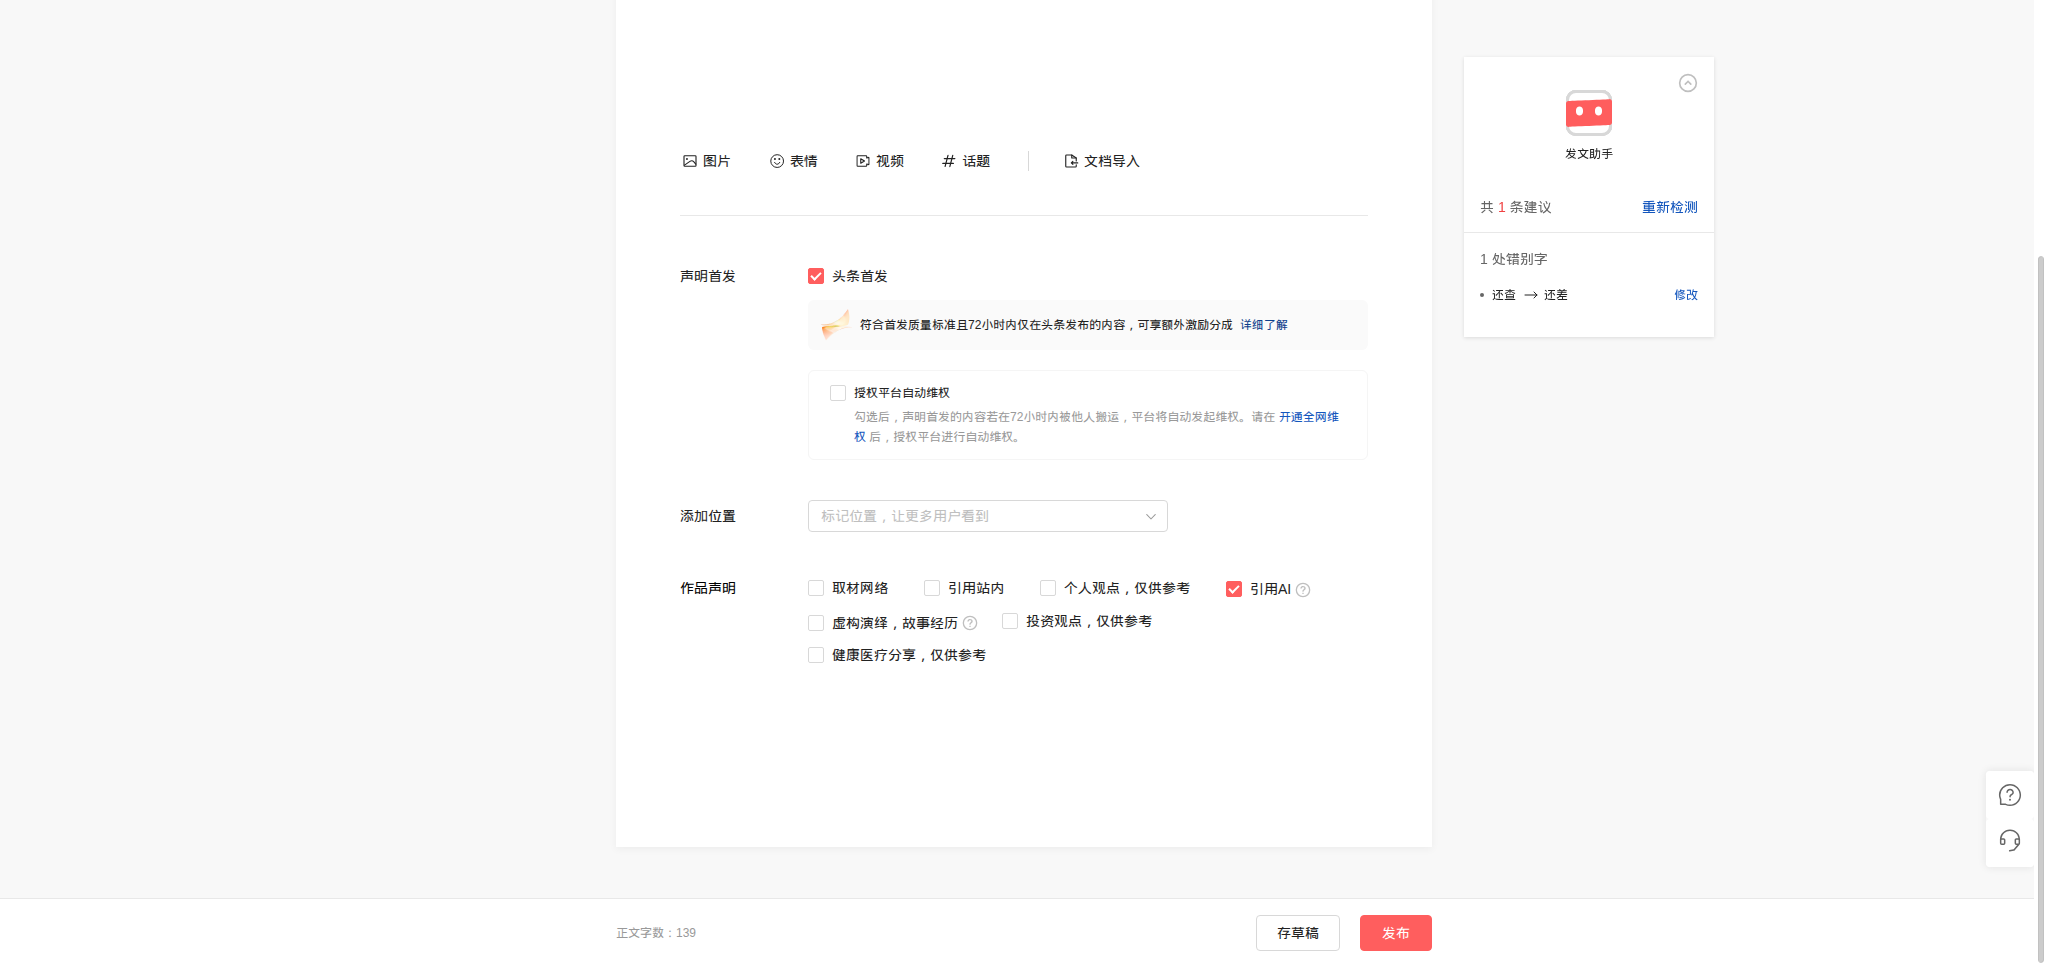 图片 表情 视频 话题 文档导入
声明首发 头条首发
符合首发质量标准且72小时内仅在头条发布的内容，可享额外激励分成 详细了解
授权平台自动维权
勾选后，声明首发的内容若在72小时内被他人搬运，平台将自动发起维权。请在 开通全网维
权 后，授权平台进行自动维权。
添加位置 标记位置，让更多用户看到
作品声明 取材网络 引用站内 个人观点，仅供参考 引用AI
虚构演绎，故事经历 投资观点，仅供参考
健康医疗分享，仅供参考
发文助手
共 1 条建议 重新检测
1 处错别字
还查 → 还差 修改
正文字数：139 存草稿 发布